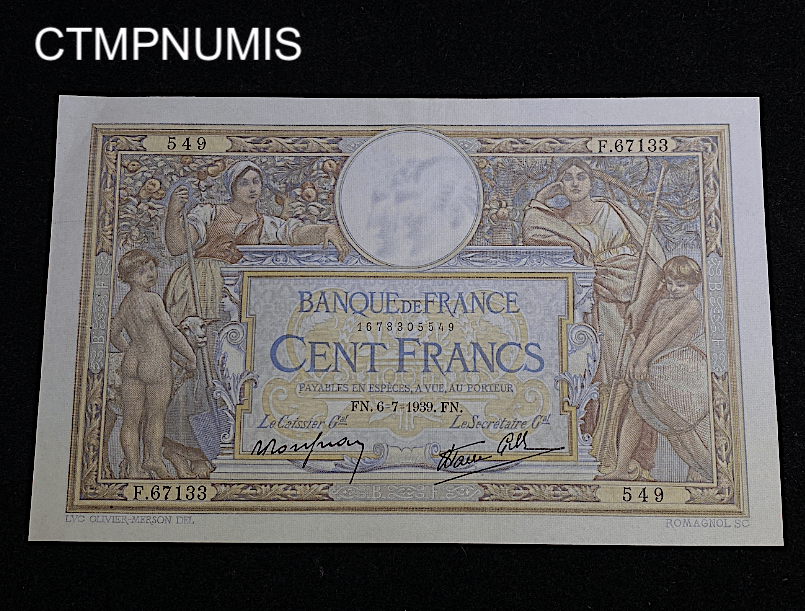 CTMPNUMIS
549 F.67133
BANQUE DE FRANCE
1678305549
CENT FRANCS
PAYABLES EN ESPÈCES, A VUE, AU PORTEUR
FN. 6-7-1939. FN.
Le Caissier Gal Le Secrétaire Gal
F.67133 549
LVC OLIVIER-MERSON DEL. ROMAGNOL SC